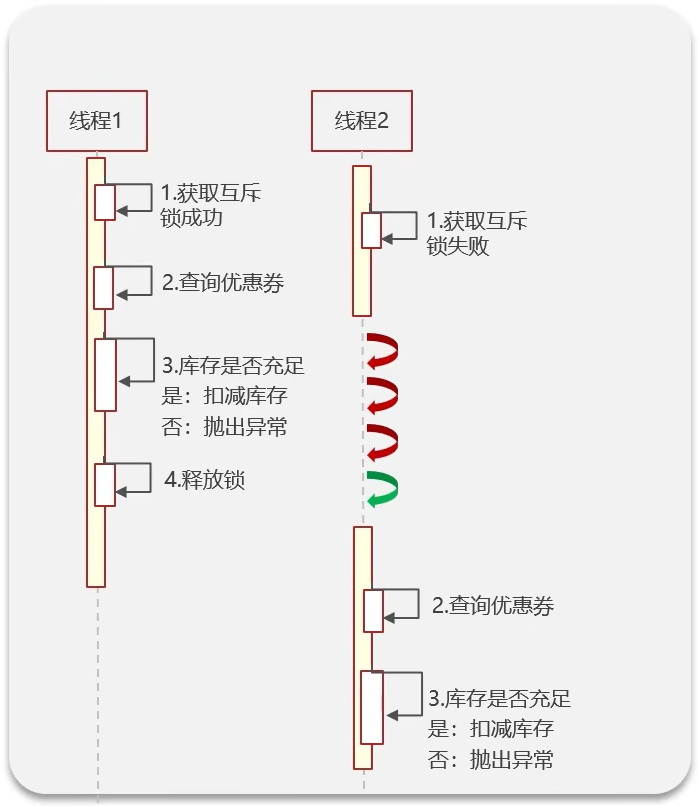 线程1
1.获取互斥
锁成功
2.查询优惠券
3.库存是否充足
是：扣减库存
否：抛出异常
4.释放锁
线程2
1.获取互斥
锁失败
2.查询优惠券
3.库存是否充足
是：扣减库存
否：抛出异常